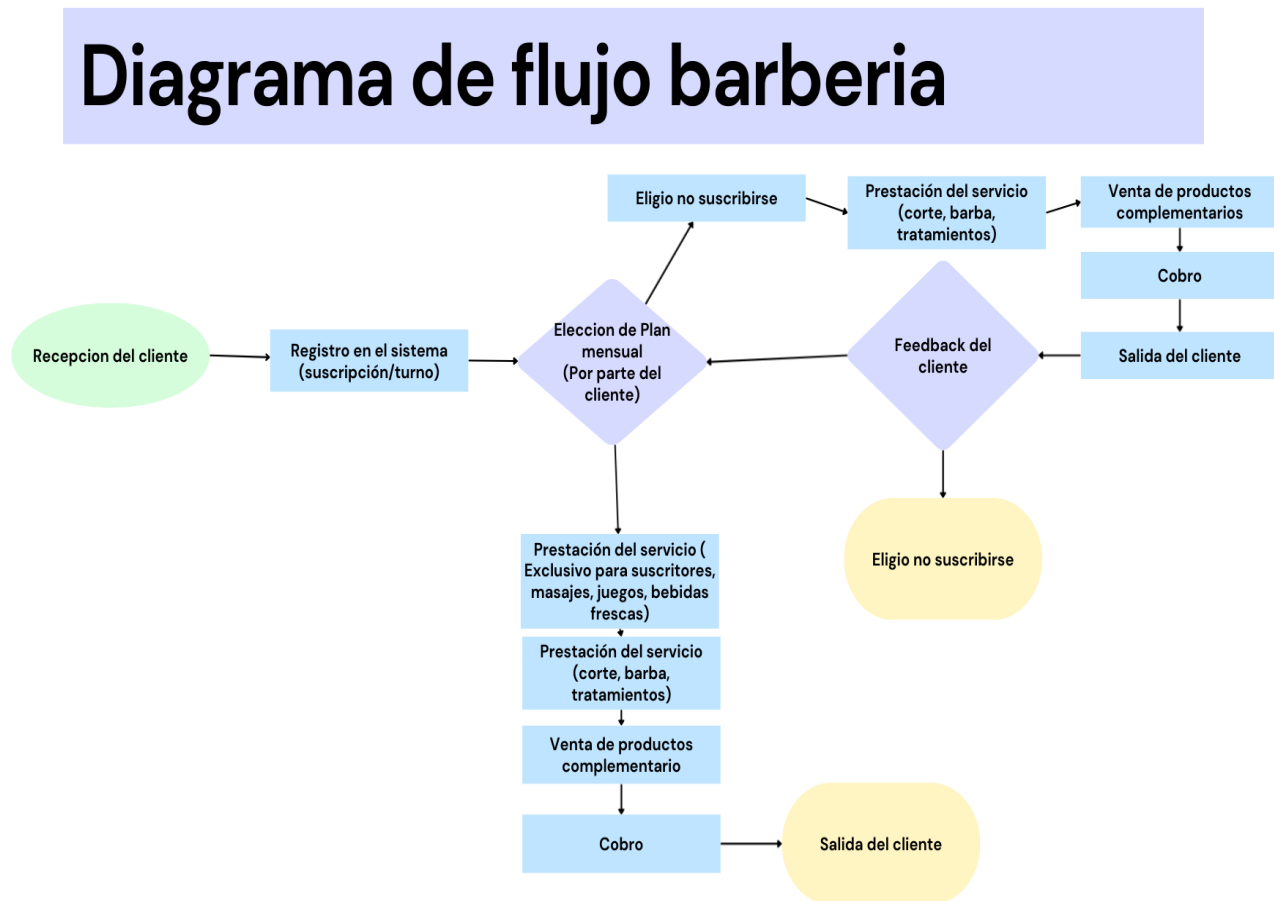 Diagrama de flujo barberia
Eligio no suscribirse
Prestación del servicio
(corte, barba,
tratamientos)
Venta de productos
complementarios
Cobro
Salida del cliente
Feedback del
cliente
Eleccion de Plan
mensual
(Por parte del
cliente)
Registro en el sistema
(suscripción/turno)
Recepcion del cliente
Eligio no suscribirse
Prestación del servicio (
Exclusivo para suscritores,
masajes, juegos, bebidas
frescas)
Prestación del servicio
(corte, barba,
tratamientos)
Venta de productos
complementario
Cobro
Salida del cliente